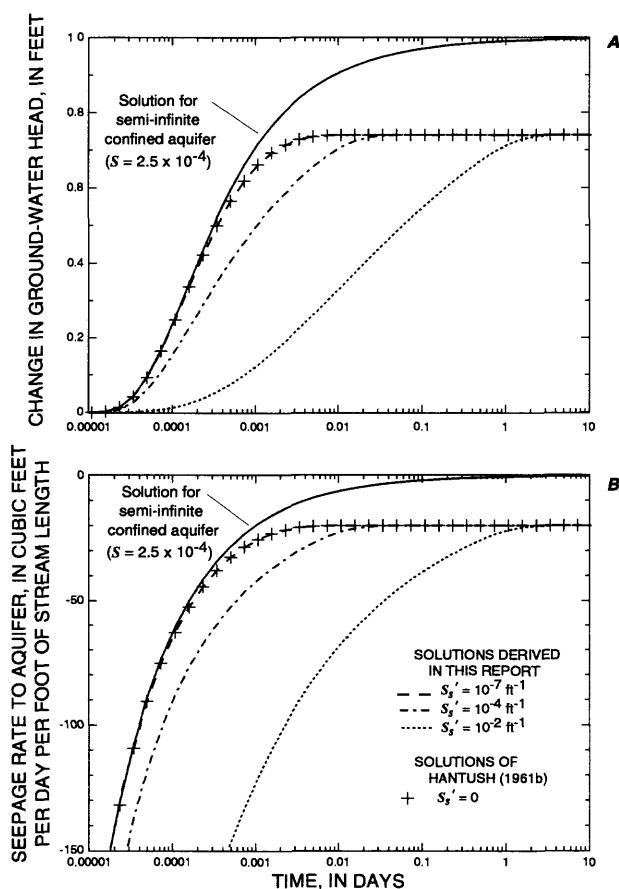 A
CHANGE IN GROUND-WATER HEAD, IN FEET
1.0
0.8
0.6
0.4
0.2
0
Solution for
semi-infinite
confined aquifer
(S = 2.5 x 10⁻⁴)
0.00001 0.0001 0.001 0.01 0.1 1 10
B
SEEPAGE RATE TO AQUIFER, IN CUBIC FEET
PER DAY PER FOOT OF STREAM LENGTH
0
-50
-100
-150
Solution for
semi-infinite
confined aquifer
(S = 2.5 x 10⁻⁴)
SOLUTIONS DERIVED
IN THIS REPORT
Sₛ' = 10⁻⁷ ft⁻¹
Sₛ' = 10⁻⁴ ft⁻¹
Sₛ' = 10⁻² ft⁻¹
SOLUTIONS OF
HANTUSH (1961b)
+ Sₛ' = 0
0.00001 0.0001 0.001 0.01 0.1 1 10
TIME, IN DAYS